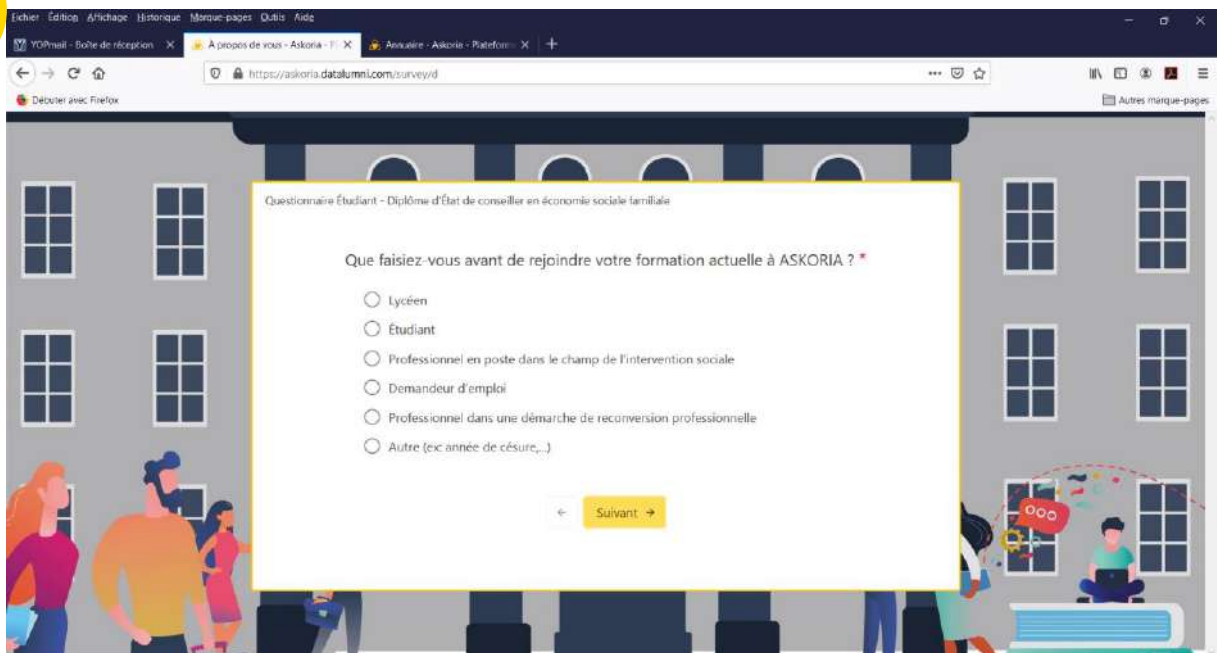 Fichier Édition Affichage Historique Marque-pages Outils Aide
YOPmail - Boîte de réception
À propos de vous - Askoria - Pl
Annuaire - Askoria - Plateform
https://askoria.datalumni.com/survey/d
Débuter avec Firefox
Autres marque-pages
Questionnaire Étudiant - Diplôme d'État de conseiller en économie sociale familiale
Que faisiez-vous avant de rejoindre votre formation actuelle à ASKORIA ? *
Lycéen
Étudiant
Professionnel en poste dans le champ de l'intervention sociale
Demandeur d'emploi
Professionnel dans une démarche de reconversion professionnelle
Autre (ex: année de césure,...)
← Suivant →